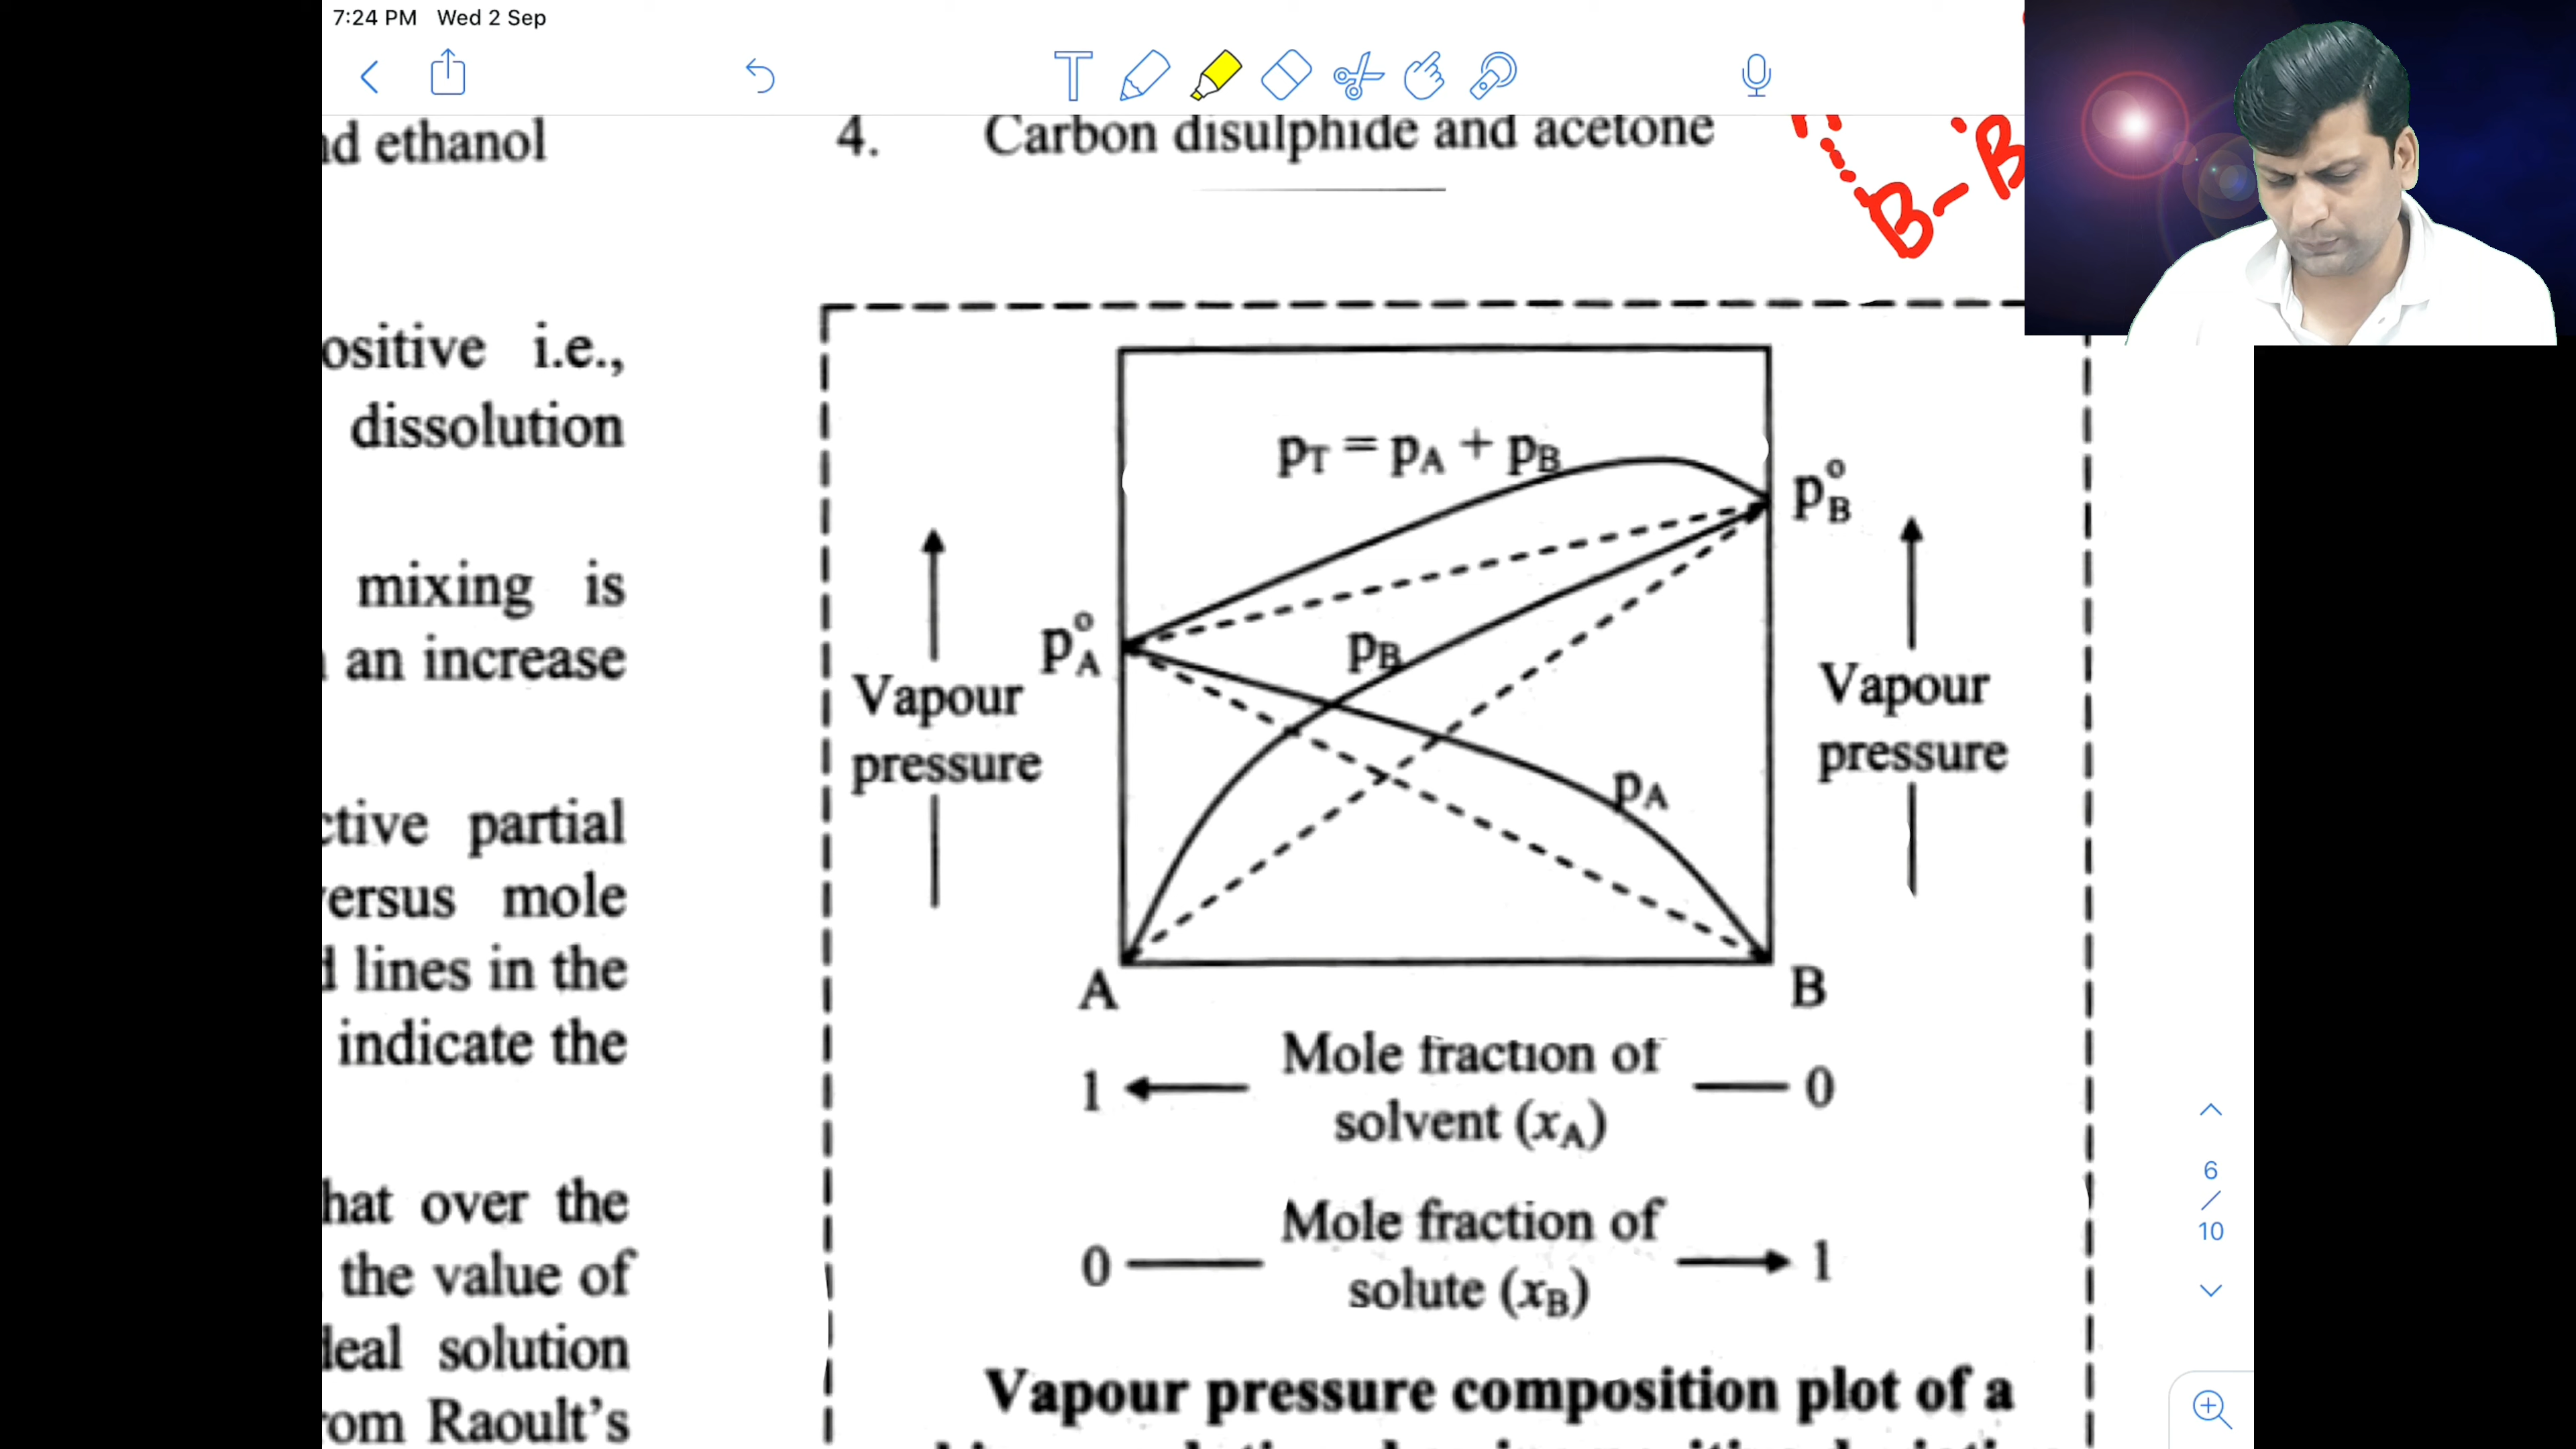 7:24 PM Wed 2 Sep
T
nd ethanol
4. Carbon disulphide and acetone
B-B
ositive i.e.,
dissolution
mixing is
an increase
ctive partial
versus mole
lines in the
indicate the
hat over the
the value of
deal solution
om Raoult's
pT = pA + pB
p°B
p°A
pB
pA
Vapour
pressure
Vapour
pressure
A
B
1
Mole fraction of
solvent (xA)
0
0
Mole fraction of
solute (xB)
1
Vapour pressure composition plot of a
6
/
10